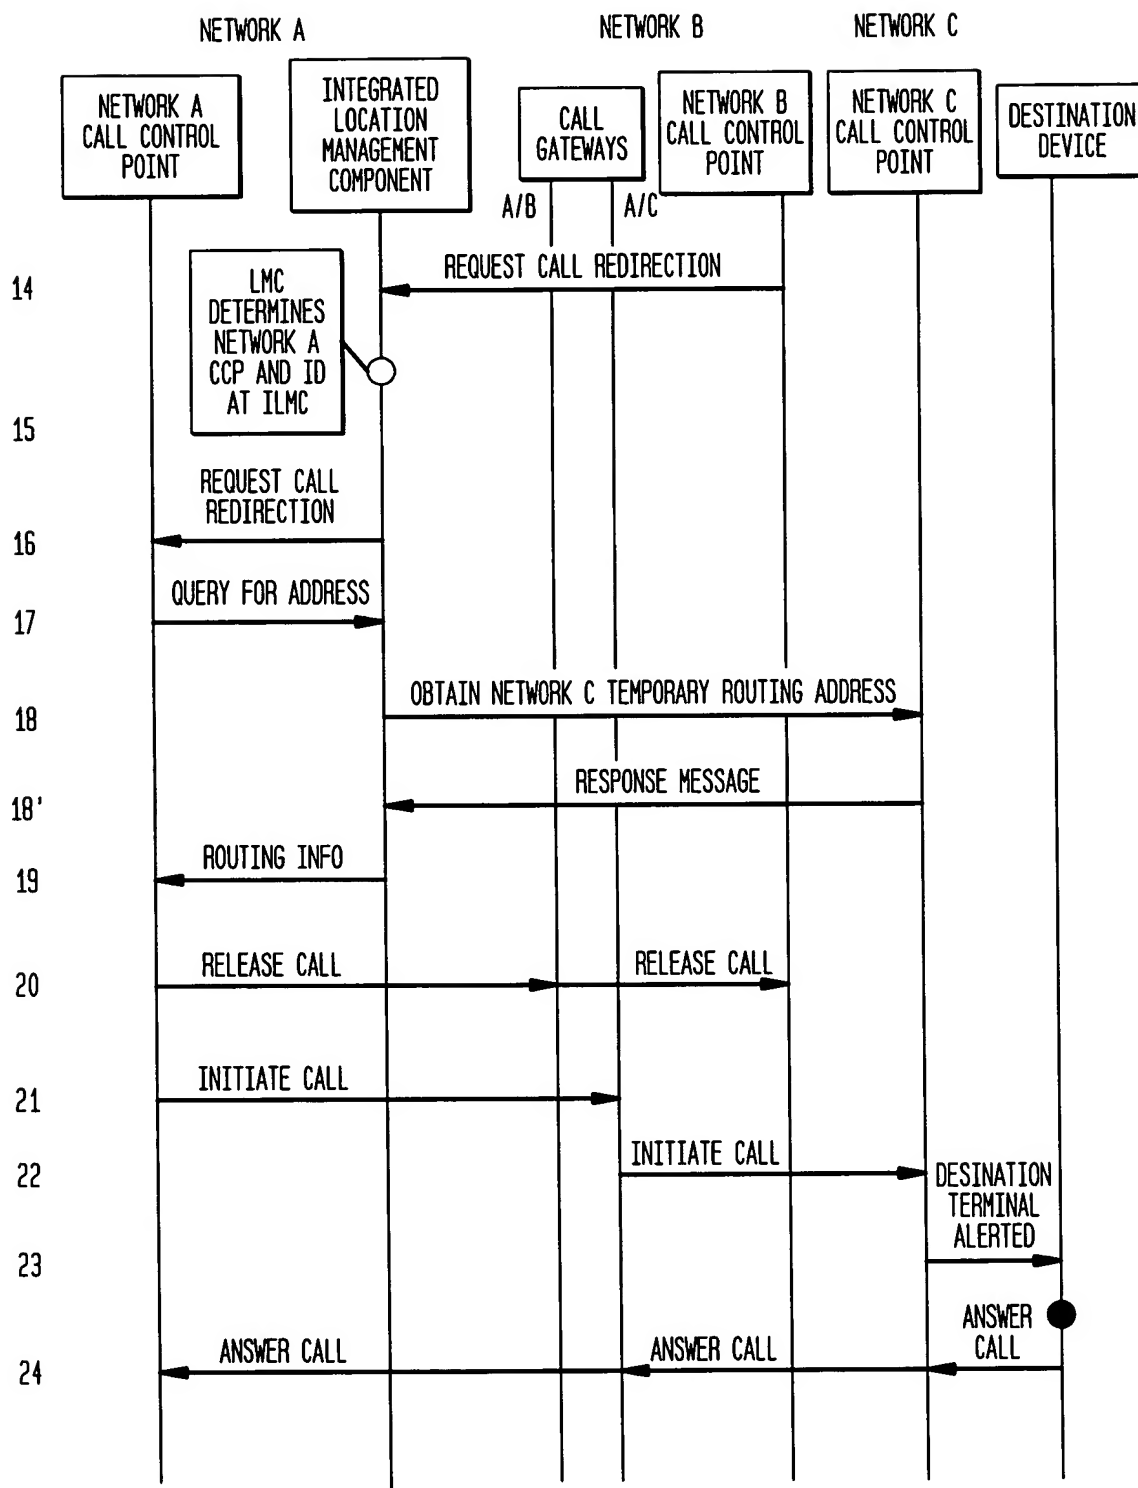 NETWORK A
NETWORK B
NETWORK C
NETWORK A
CALL CONTROL
POINT
INTEGRATED
LOCATION
MANAGEMENT
COMPONENT
CALL
GATEWAYS
NETWORK B
CALL CONTROL
POINT
NETWORK C
CALL CONTROL
POINT
DESTINATION
DEVICE
A/B
A/C
14
REQUEST CALL REDIRECTION
LMC
DETERMINES
NETWORK A
CCP AND ID
AT ILMC
15
REQUEST CALL
REDIRECTION
16
QUERY FOR ADDRESS
17
OBTAIN NETWORK C TEMPORARY ROUTING ADDRESS
18
RESPONSE MESSAGE
18'
ROUTING INFO
19
RELEASE CALL
RELEASE CALL
20
INITIATE CALL
21
INITIATE CALL
22
DESINATION
TERMINAL
ALERTED
23
ANSWER
CALL
ANSWER CALL
ANSWER CALL
24